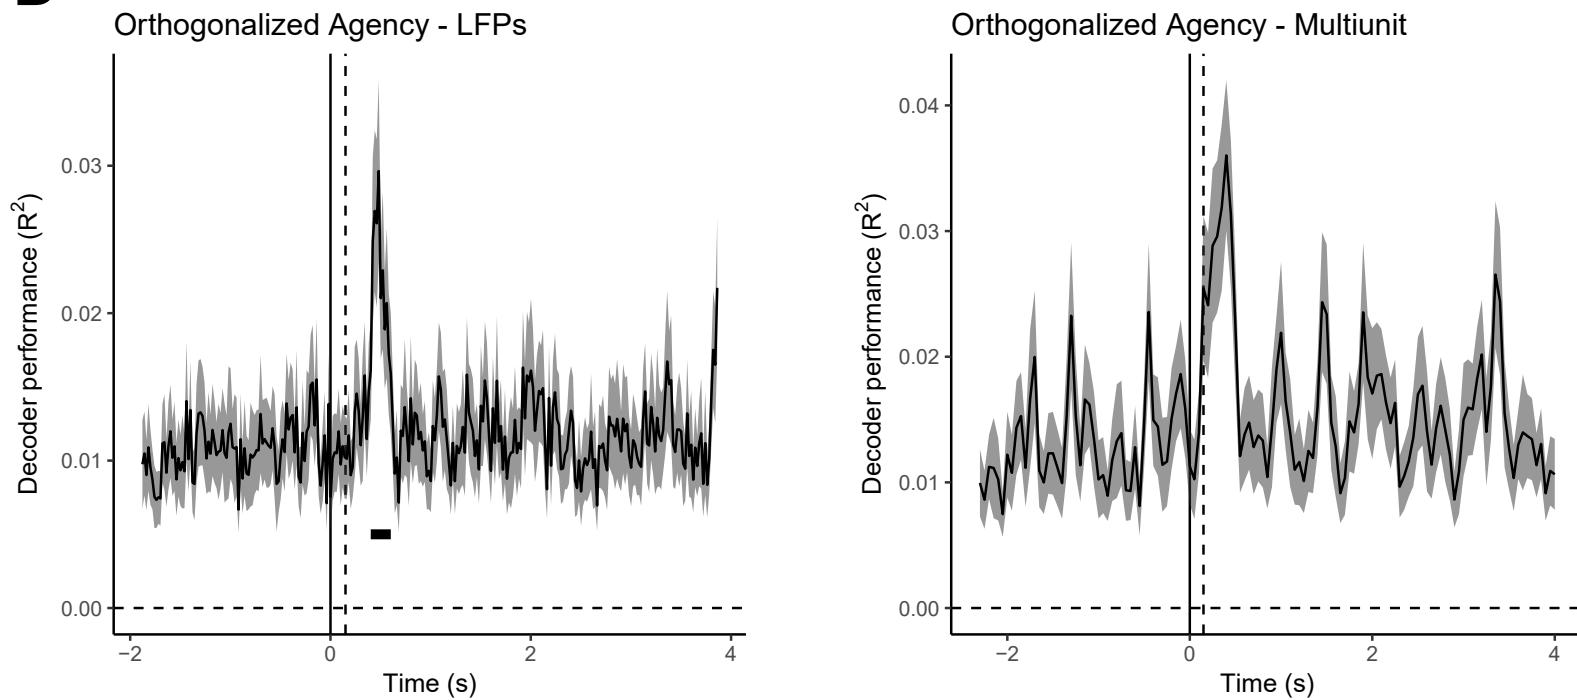 Orthogonalized Agency - LFPs
Decoder performance (R²)
0.03
0.02
0.01
0.00
−2
0
2
4
Time (s)
Orthogonalized Agency - Multiunit
Decoder performance (R²)
0.04
0.03
0.02
0.01
0.00
−2
0
2
4
Time (s)